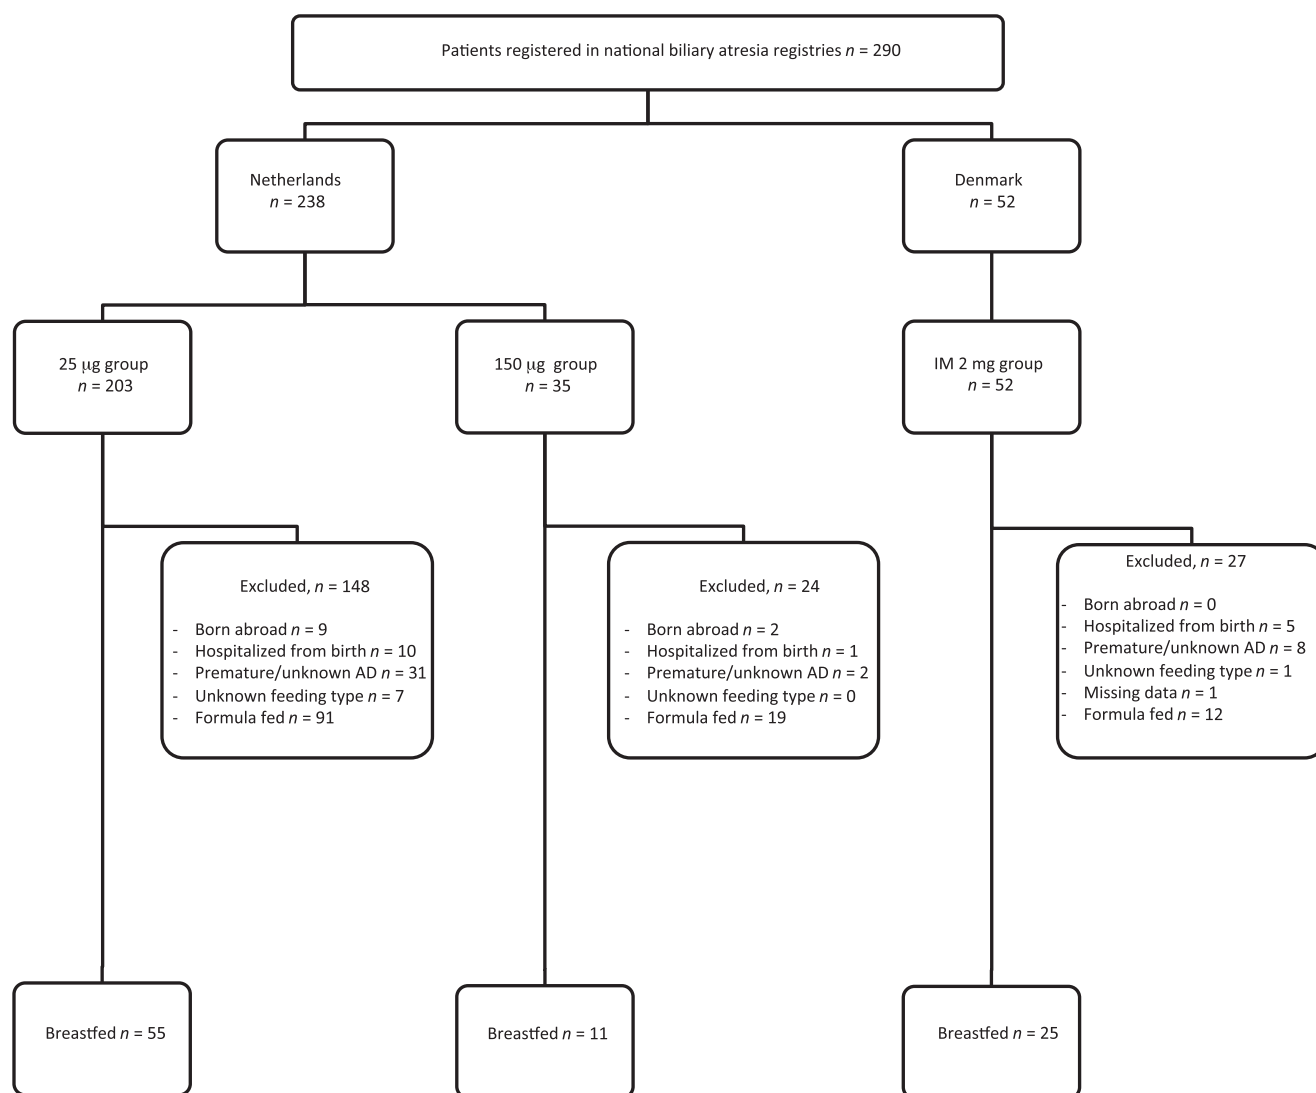 Patients registered in national biliary atresia registries n = 290
Netherlands
n = 238
Denmark
n = 52
25 µg group
n = 203
150 µg group
n = 35
IM 2 mg group
n = 52
Excluded, n = 148
- Born abroad n = 9
- Hospitalized from birth n = 10
- Premature/unknown AD n = 31
- Unknown feeding type n = 7
- Formula fed n = 91
Excluded, n = 24
- Born abroad n = 2
- Hospitalized from birth n = 1
- Premature/unknown AD n = 2
- Unknown feeding type n = 0
- Formula fed n = 19
Excluded, n = 27
- Born abroad n = 0
- Hospitalized from birth n = 5
- Premature/unknown AD n = 8
- Unknown feeding type n = 1
- Missing data n = 1
- Formula fed n = 12
Breastfed n = 55
Breastfed n = 11
Breastfed n = 25